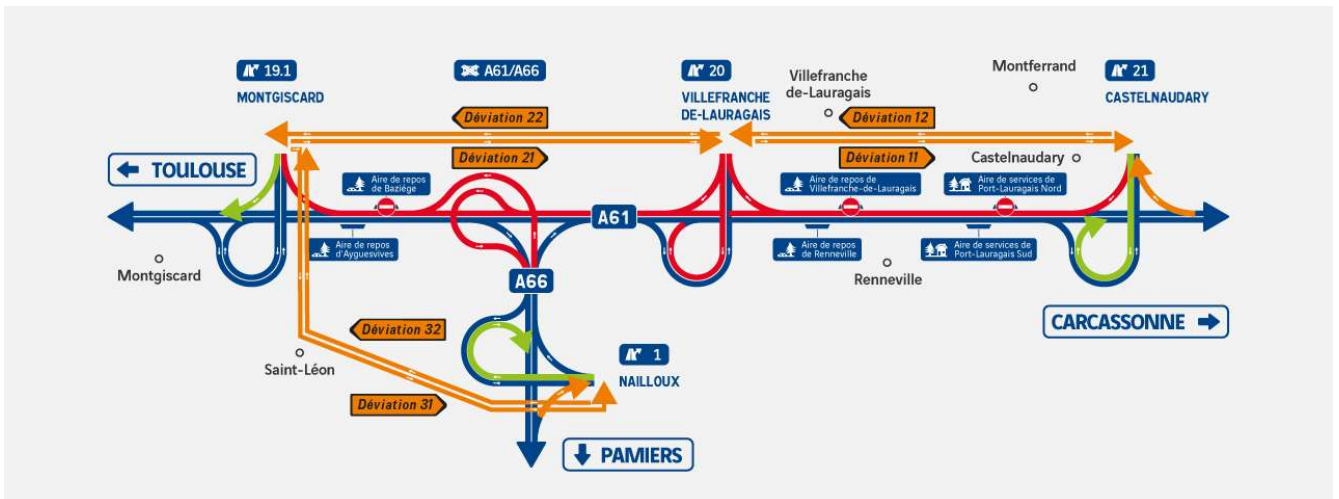 19.1
MONTGISCARD
A61/A66
20
VILLEFRANCHE
DE-LAURAGAIS
Villefranche
de-Lauragais
Montferrand
21
CASTELNAUDARY
Déviation 22
Déviation 12
Déviation 21
Déviation 11
Castelnaudary
← TOULOUSE
Aire de repos
de Baziége
Aire de repos de
Villefranche-de-Lauragais
Aire de services de
Port-Lauragais Nord
A61
Aire de repos
d'Ayguesvives
Aire de repos
de Renneville
Aire de services de
Port-Lauragais Sud
Montgiscard
A66
Renneville
CARCASSONNE →
Déviation 32
1
NAILLOUX
Saint-Léon
Déviation 31
↓ PAMIERS